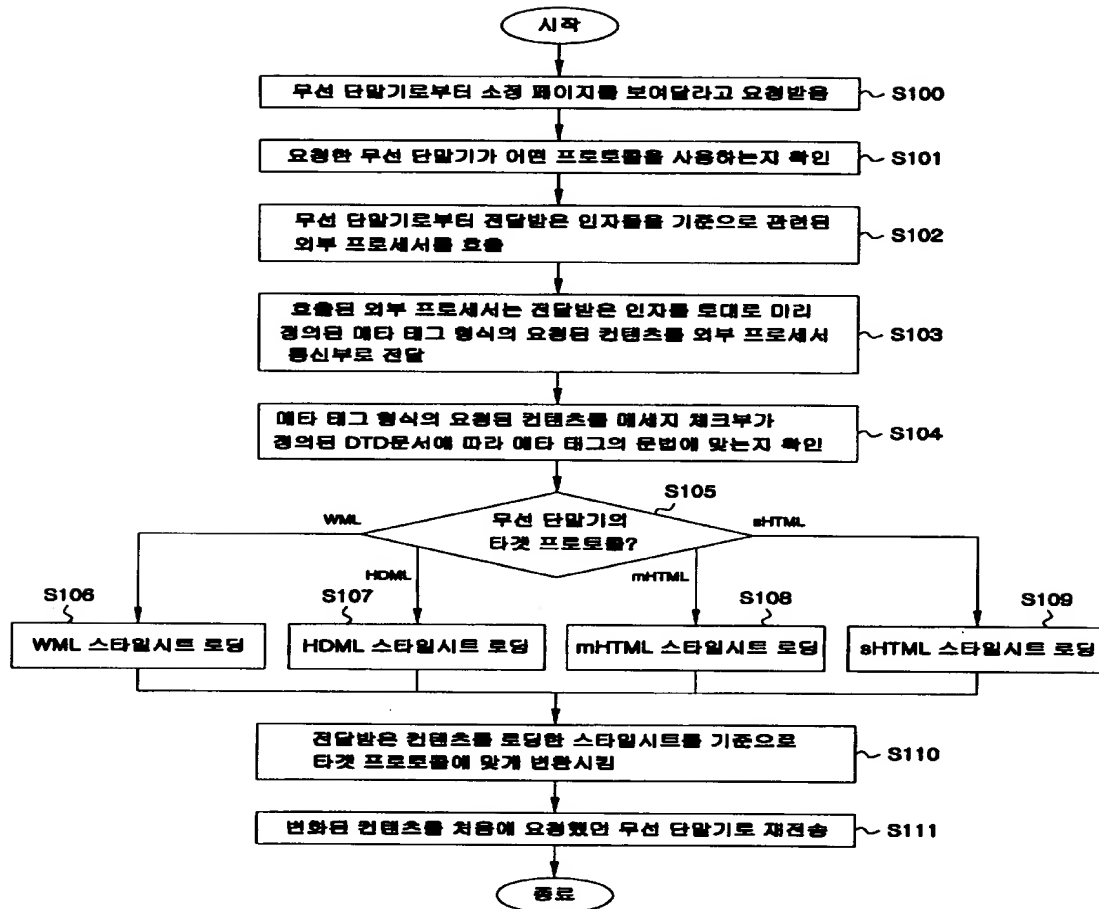 시작
무선 단말기로부터 소정 페이지를 보여달라고 요청받음
S100
요청한 무선 단말기가 어떤 프로토콜을 사용하는지 확인
S101
무선 단말기로부터 전달받은 인자들을 기준으로 관련된
외부 프로세서를 호출
S102
호출된 외부 프로세서는 전달받은 인자를 토대로 미리
정의된 메타 태그 형식의 요청된 컨텐츠를 외부 프로세서
통신부로 전달
S103
메타 태그 형식의 요청된 컨텐츠를 메세지 체크부가
정의된 DTD문서에 따라 메타 태그의 문법에 맞는지 확인
S104
S105
무선 단말기의
타겟 프로토콜?
WML
HDML
mHTML
sHTML
S106
WML 스타일시트 로딩
S107
HDML 스타일시트 로딩
S108
mHTML 스타일시트 로딩
S109
sHTML 스타일시트 로딩
전달받은 컨텐츠를 로딩한 스타일시트를 기준으로
타겟 프로토콜에 맞게 변환시킴
S110
변화된 컨텐츠를 처음에 요청했던 무선 단말기로 재전송
S111
종료